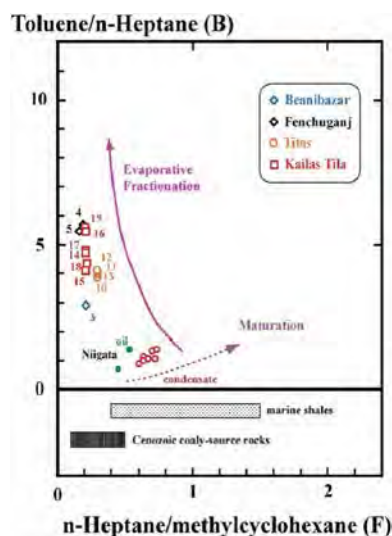 Toluene/n-Heptane (B)
10
5
0
Bennibazar
Fenchuganj
Titas
Kailas Tila
Evaporative
Fractionation
4
19
5
16
17
12
14
11
18
13
15
10
3
Niigata
oil
Maturation
condensate
marine shales
Cenozoic coaly-source rocks
0
1
2
n-Heptane/methylcyclohexane (F)